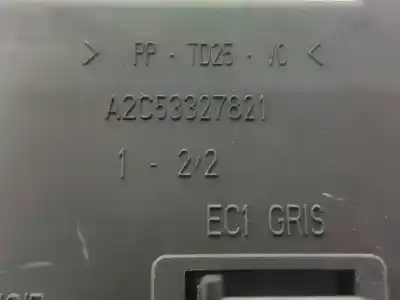 > PP - TD25 - V0 <
A2C53327821
1 - 2/2
EC1 GRIS